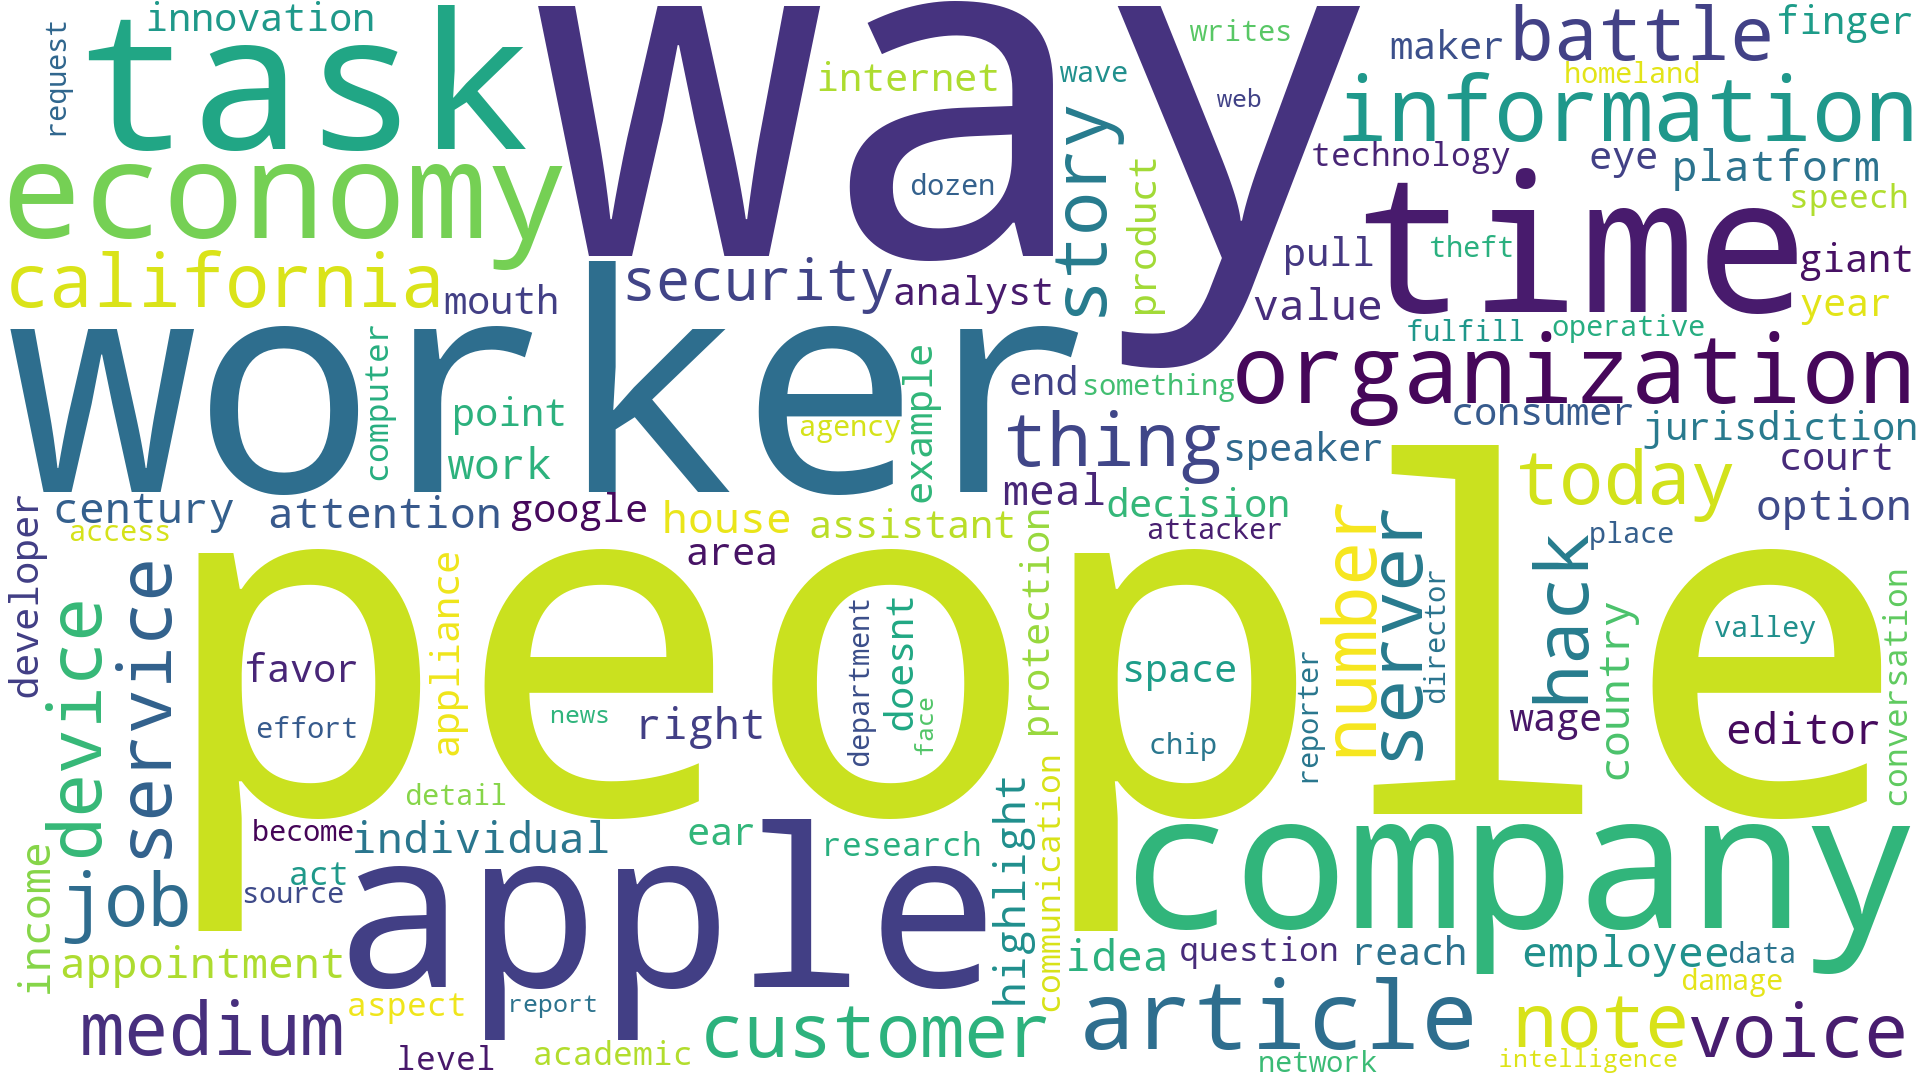 innovation
request
task
way
writes
battle
finger
maker
internet
wave
homeland
web
information
story
economy
dozen
product
technology
eye
platform
speech
time
theft
pull
giant
california
mouth
security
analyst
value
year
fulfill
operative
worker
computer
point
work
agency
example
end
something
organization
consumer
jurisdiction
thing
speaker
meal
decision
today
court
option
century
attention
google
house
assistant
area
attacker
place
access
developer
device
service
people
appliance
favor
effort
news
right
department
doesnt
face
protection
space
chip
reporter
number
server
director
hack
country
wage
valley
editor
conversation
detail
become
individual
ear
research
highlight
communication
company
act
source
income
job
apple
appointment
aspect
report
medium
level
academic
customer
idea
question
reach
employee
data
damage
article
note
voice
network
intelligence